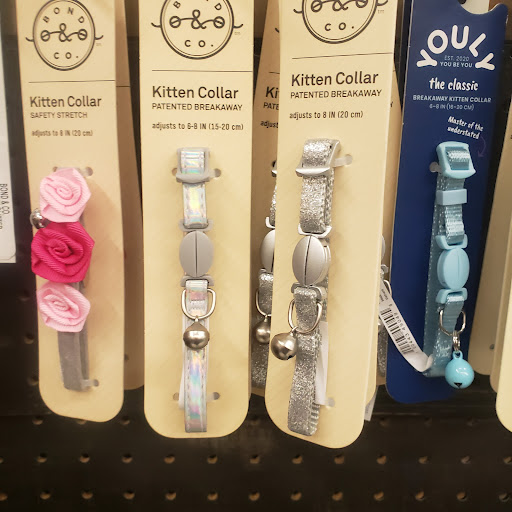 BOND
&
CO.
Kitten Collar
SAFETY STRETCH
adjusts to 8 IN (20 cm)
BOND
&
CO.
Kitten Collar
PATENTED BREAKAWAY
adjusts to 6-8 IN (15-20 cm)
BOND
&
CO.
Kitten Collar
PATENTED BREAKAWAY
adjusts to 8 IN (20 cm)
Kit
PATE
adjus
YOULY
EST. 2020
YOU BE YOU
the classic
BREAKAWAY KITTEN COLLAR
6-8 IN (15-20 CM)
Master of the
understated
BOND & CO